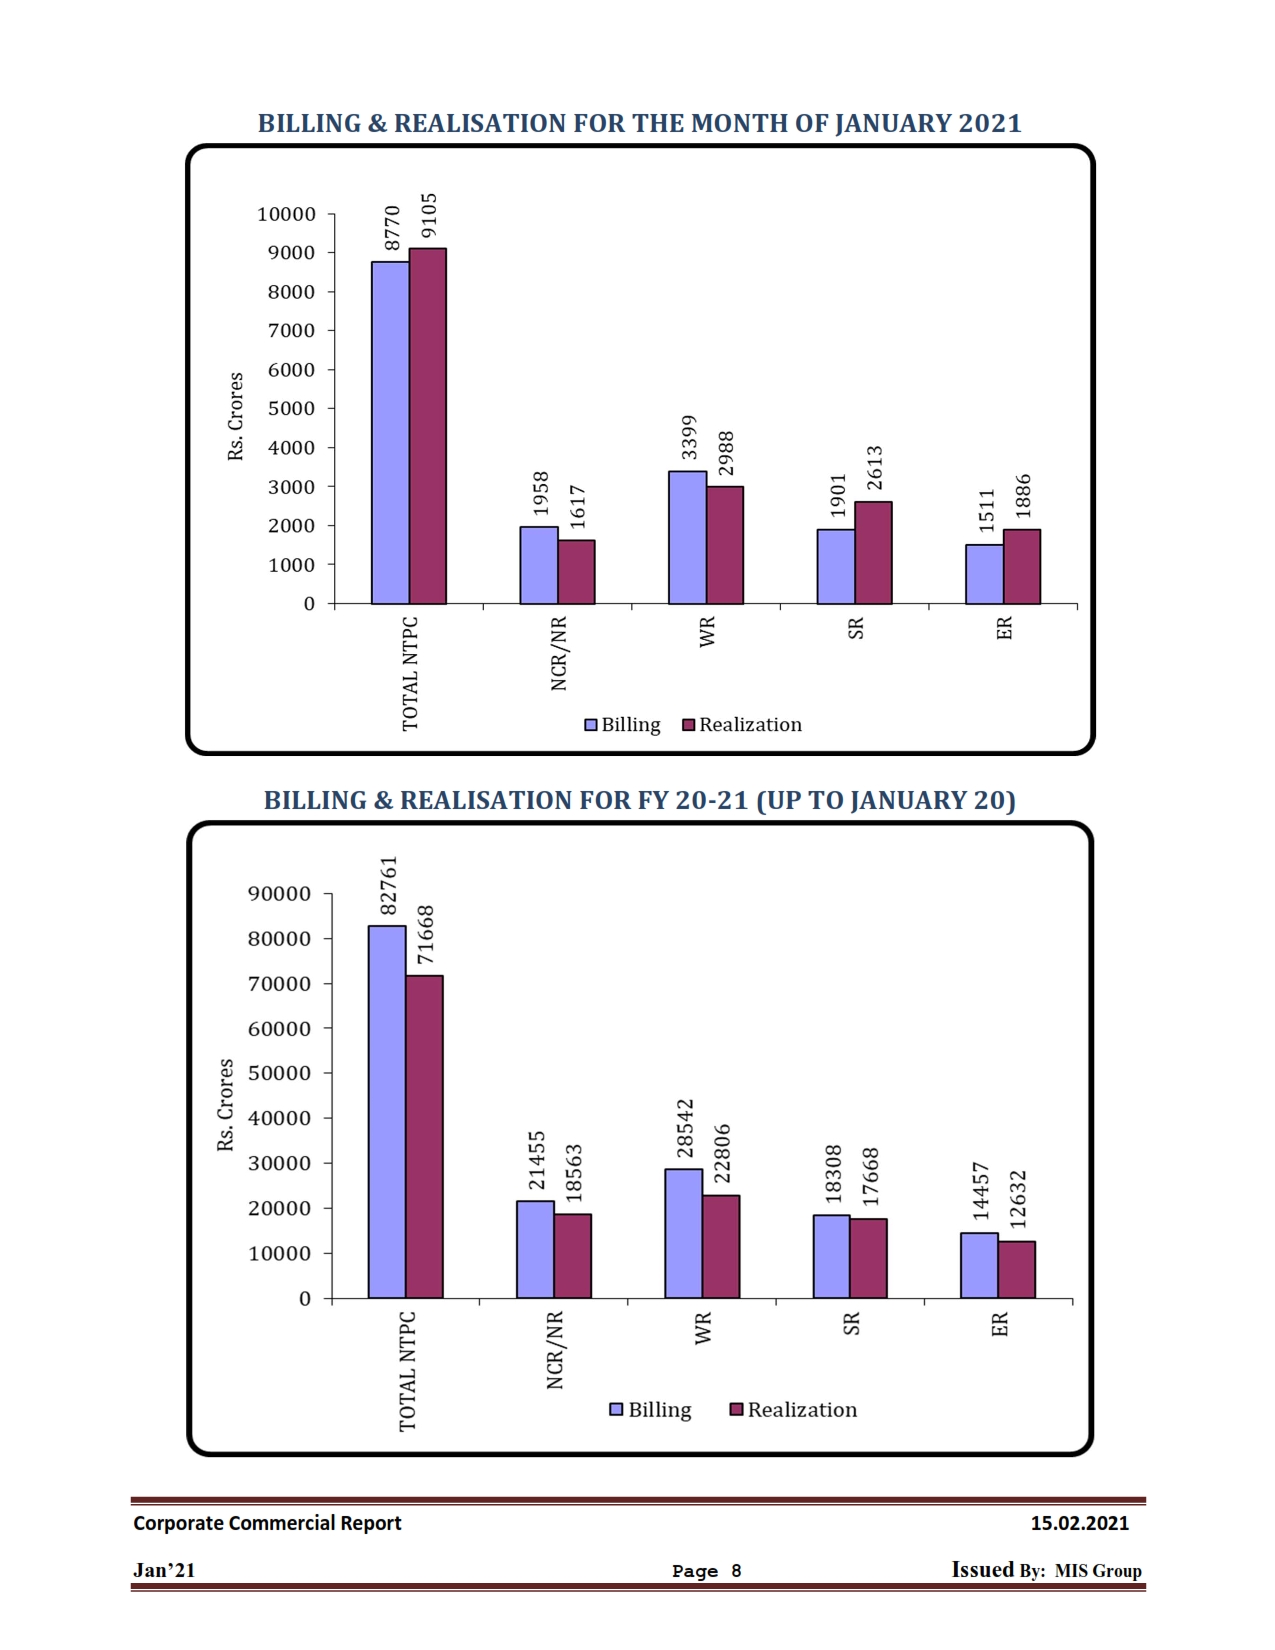 BILLING & REALISATION FOR THE MONTH OF JANUARY 2021
10000
9000
8000
7000
6000
5000
4000
3000
2000
1000
0
Rs. Crores
8770
9105
1958
1617
3399
2988
1901
2613
1511
1886
TOTAL NTPC
NCR/NR
WR
SR
ER
Billing Realization
BILLING & REALISATION FOR FY 20-21 (UP TO JANUARY 20)
90000
80000
70000
60000
50000
40000
30000
20000
10000
0
Rs. Crores
82761
71668
21455
18563
28542
22806
18308
17668
14457
12632
TOTAL NTPC
NCR/NR
WR
SR
ER
Billing Realization
Corporate Commercial Report 15.02.2021
Jan’21 Page 8 Issued By: MIS Group